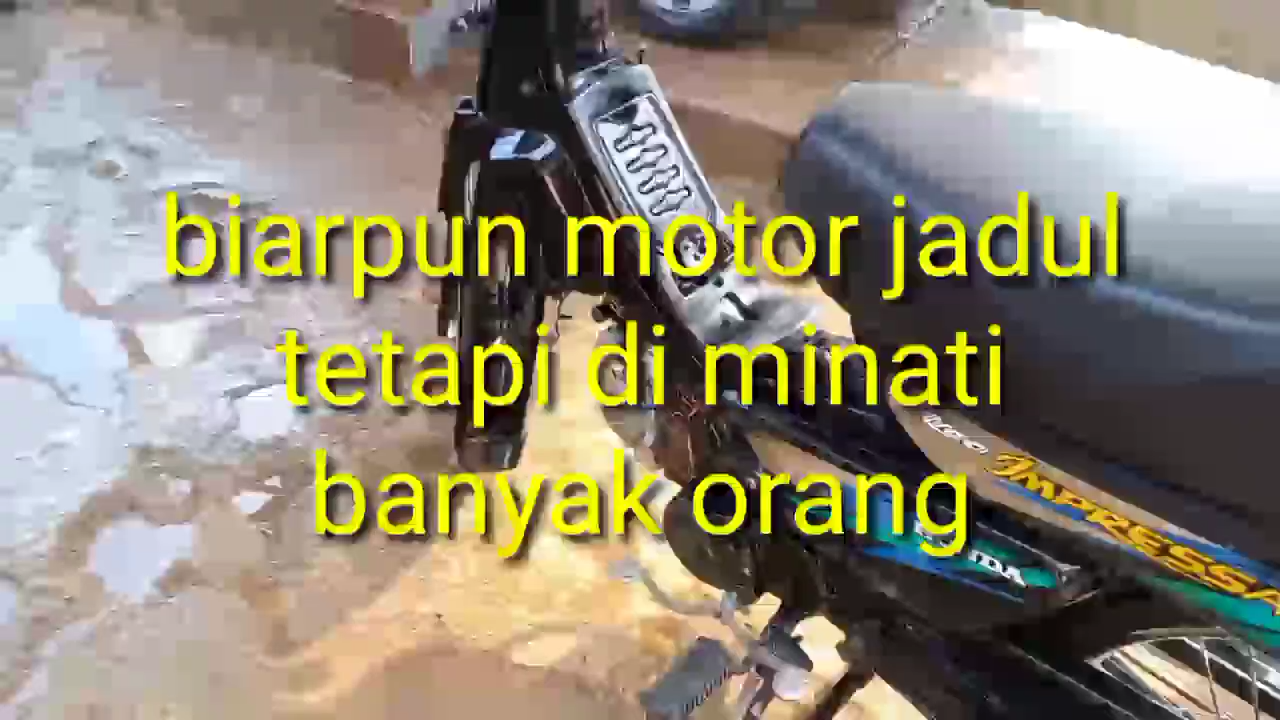 biarpun motor jadul
tetapi di minati
banyak orang
IMPRESSA